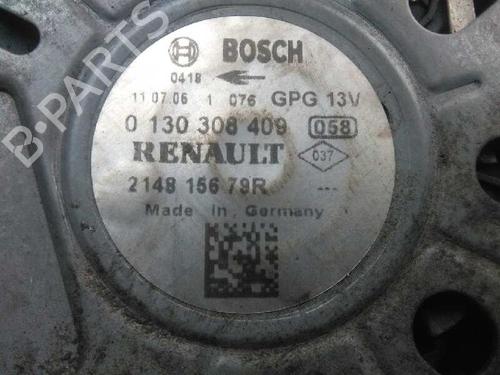 BOSCH
0418
11 07.06 1 076 GPG 13V
0 130 308 409 058
RENAULT 037
2148 156 79R ---
Made in Germany
B-PARTS